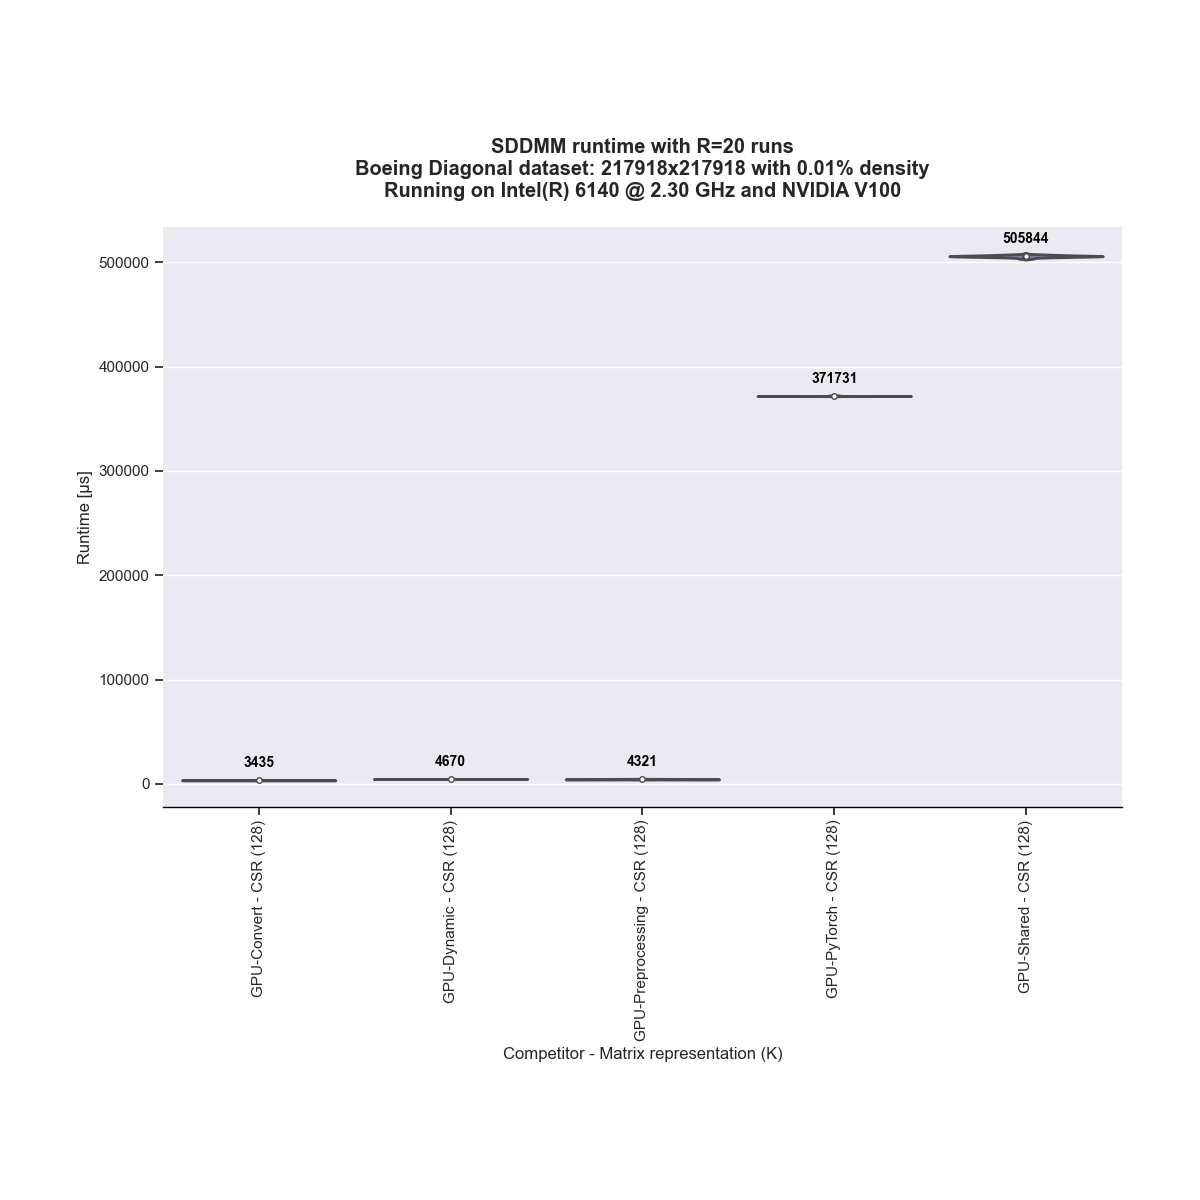 SDDMM runtime with R=20 runs
Boeing Diagonal dataset: 217918x217918 with 0.01% density
Running on Intel(R) 6140 @ 2.30 GHz and NVIDIA V100
505844
500000
400000
371731
300000
Runtime [µs]
200000
100000
3435
4670
4321
0
GPU-Convert - CSR (128)
GPU-Dynamic - CSR (128)
GPU-Preprocessing - CSR (128)
GPU-PyTorch - CSR (128)
GPU-Shared - CSR (128)
Competitor - Matrix representation (K)